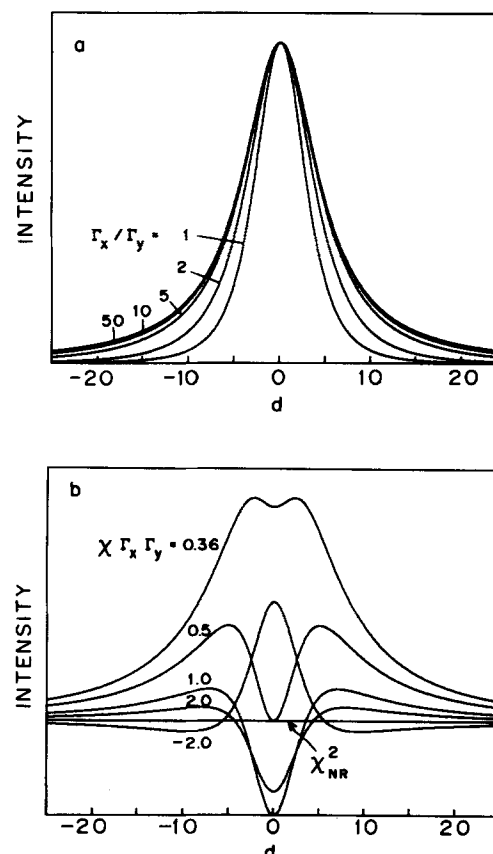 a
INTENSITY
Γx / Γy = 1
2
5
10
50
-20 -10 0 10 20
d
b
INTENSITY
χ Γx Γy = 0.36
0.5
1.0
2.0
-2.0
χ²NR
-20 -10 0 10 20
d